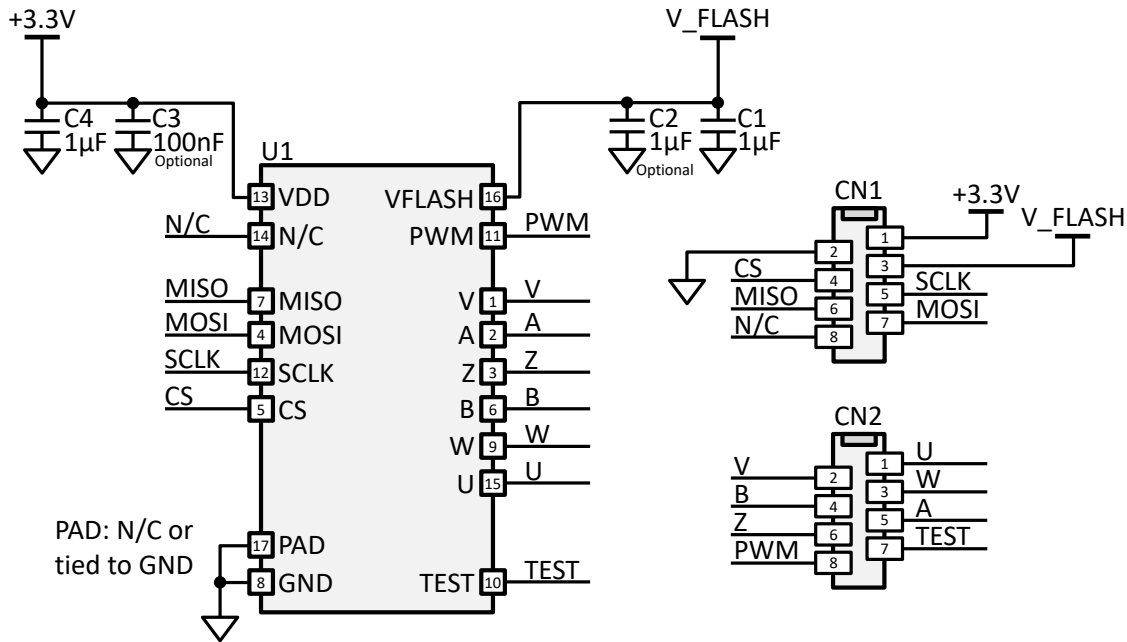 +3.3V
V_FLASH
C4
1µF
C3
100nF
Optional
C2
1µF
Optional
C1
1µF
U1
13 VDD
VFLASH 16
N/C 14 N/C
PWM 11 PWM
MISO 7 MISO
V 1 V
MOSI 4 MOSI
A 2 A
SCLK 12 SCLK
Z 3 Z
CS 5 CS
B 6 B
W 9 W
U 15 U
PAD: N/C or
tied to GND
17 PAD
8 GND
TEST 10 TEST
CN1
+3.3V
V_FLASH
1
2
3
CS 4
5 SCLK
MISO 6
7 MOSI
N/C 8
CN2
1 U
V 2
3 W
B 4
5 A
Z 6
7 TEST
PWM 8